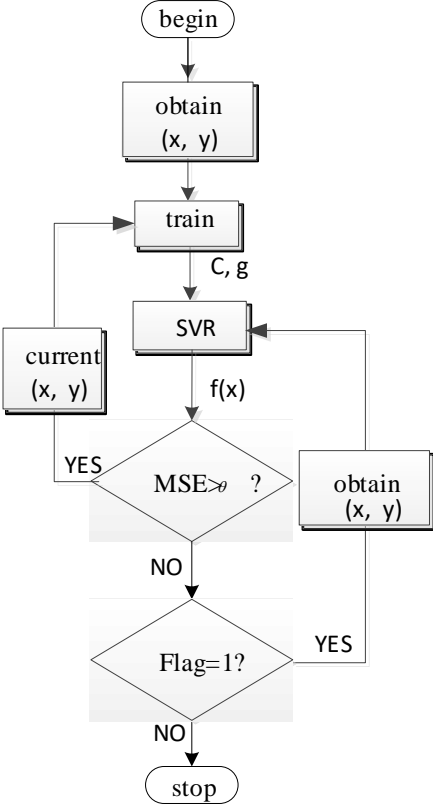 begin
obtain
(x, y)
train
C, g
SVR
current
(x, y)
f(x)
YES
MSE>θ ?
obtain
(x, y)
NO
Flag=1?
YES
NO
stop